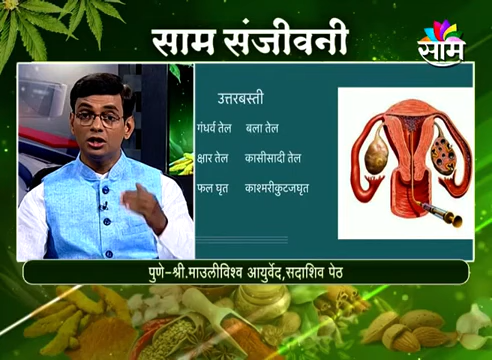 साम संजीवनी
साम
उत्तरबस्ती
गंधर्व तेल बला तेल
क्षार तेल कासीसादी तेल
फल घृत काश्मरीकुटजघृत
पुणे-श्री.माउलीविश्व आयुर्वेद,सदाशिव पेठ